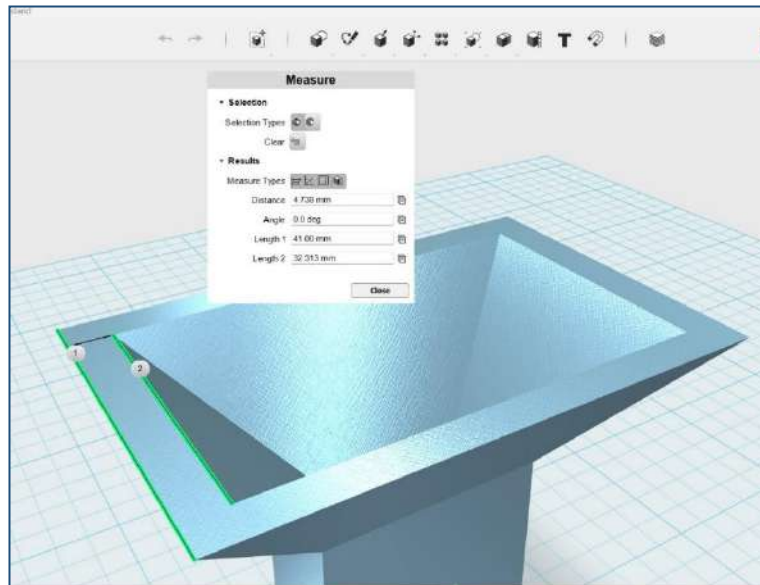 Measure
Selection
Selection Types
Clear
Results
Measure Types
Distance 4.738 mm
Angle 0.0 deg
Length 1 41.00 mm
Length 2 32.313 mm
Close
T
1
2